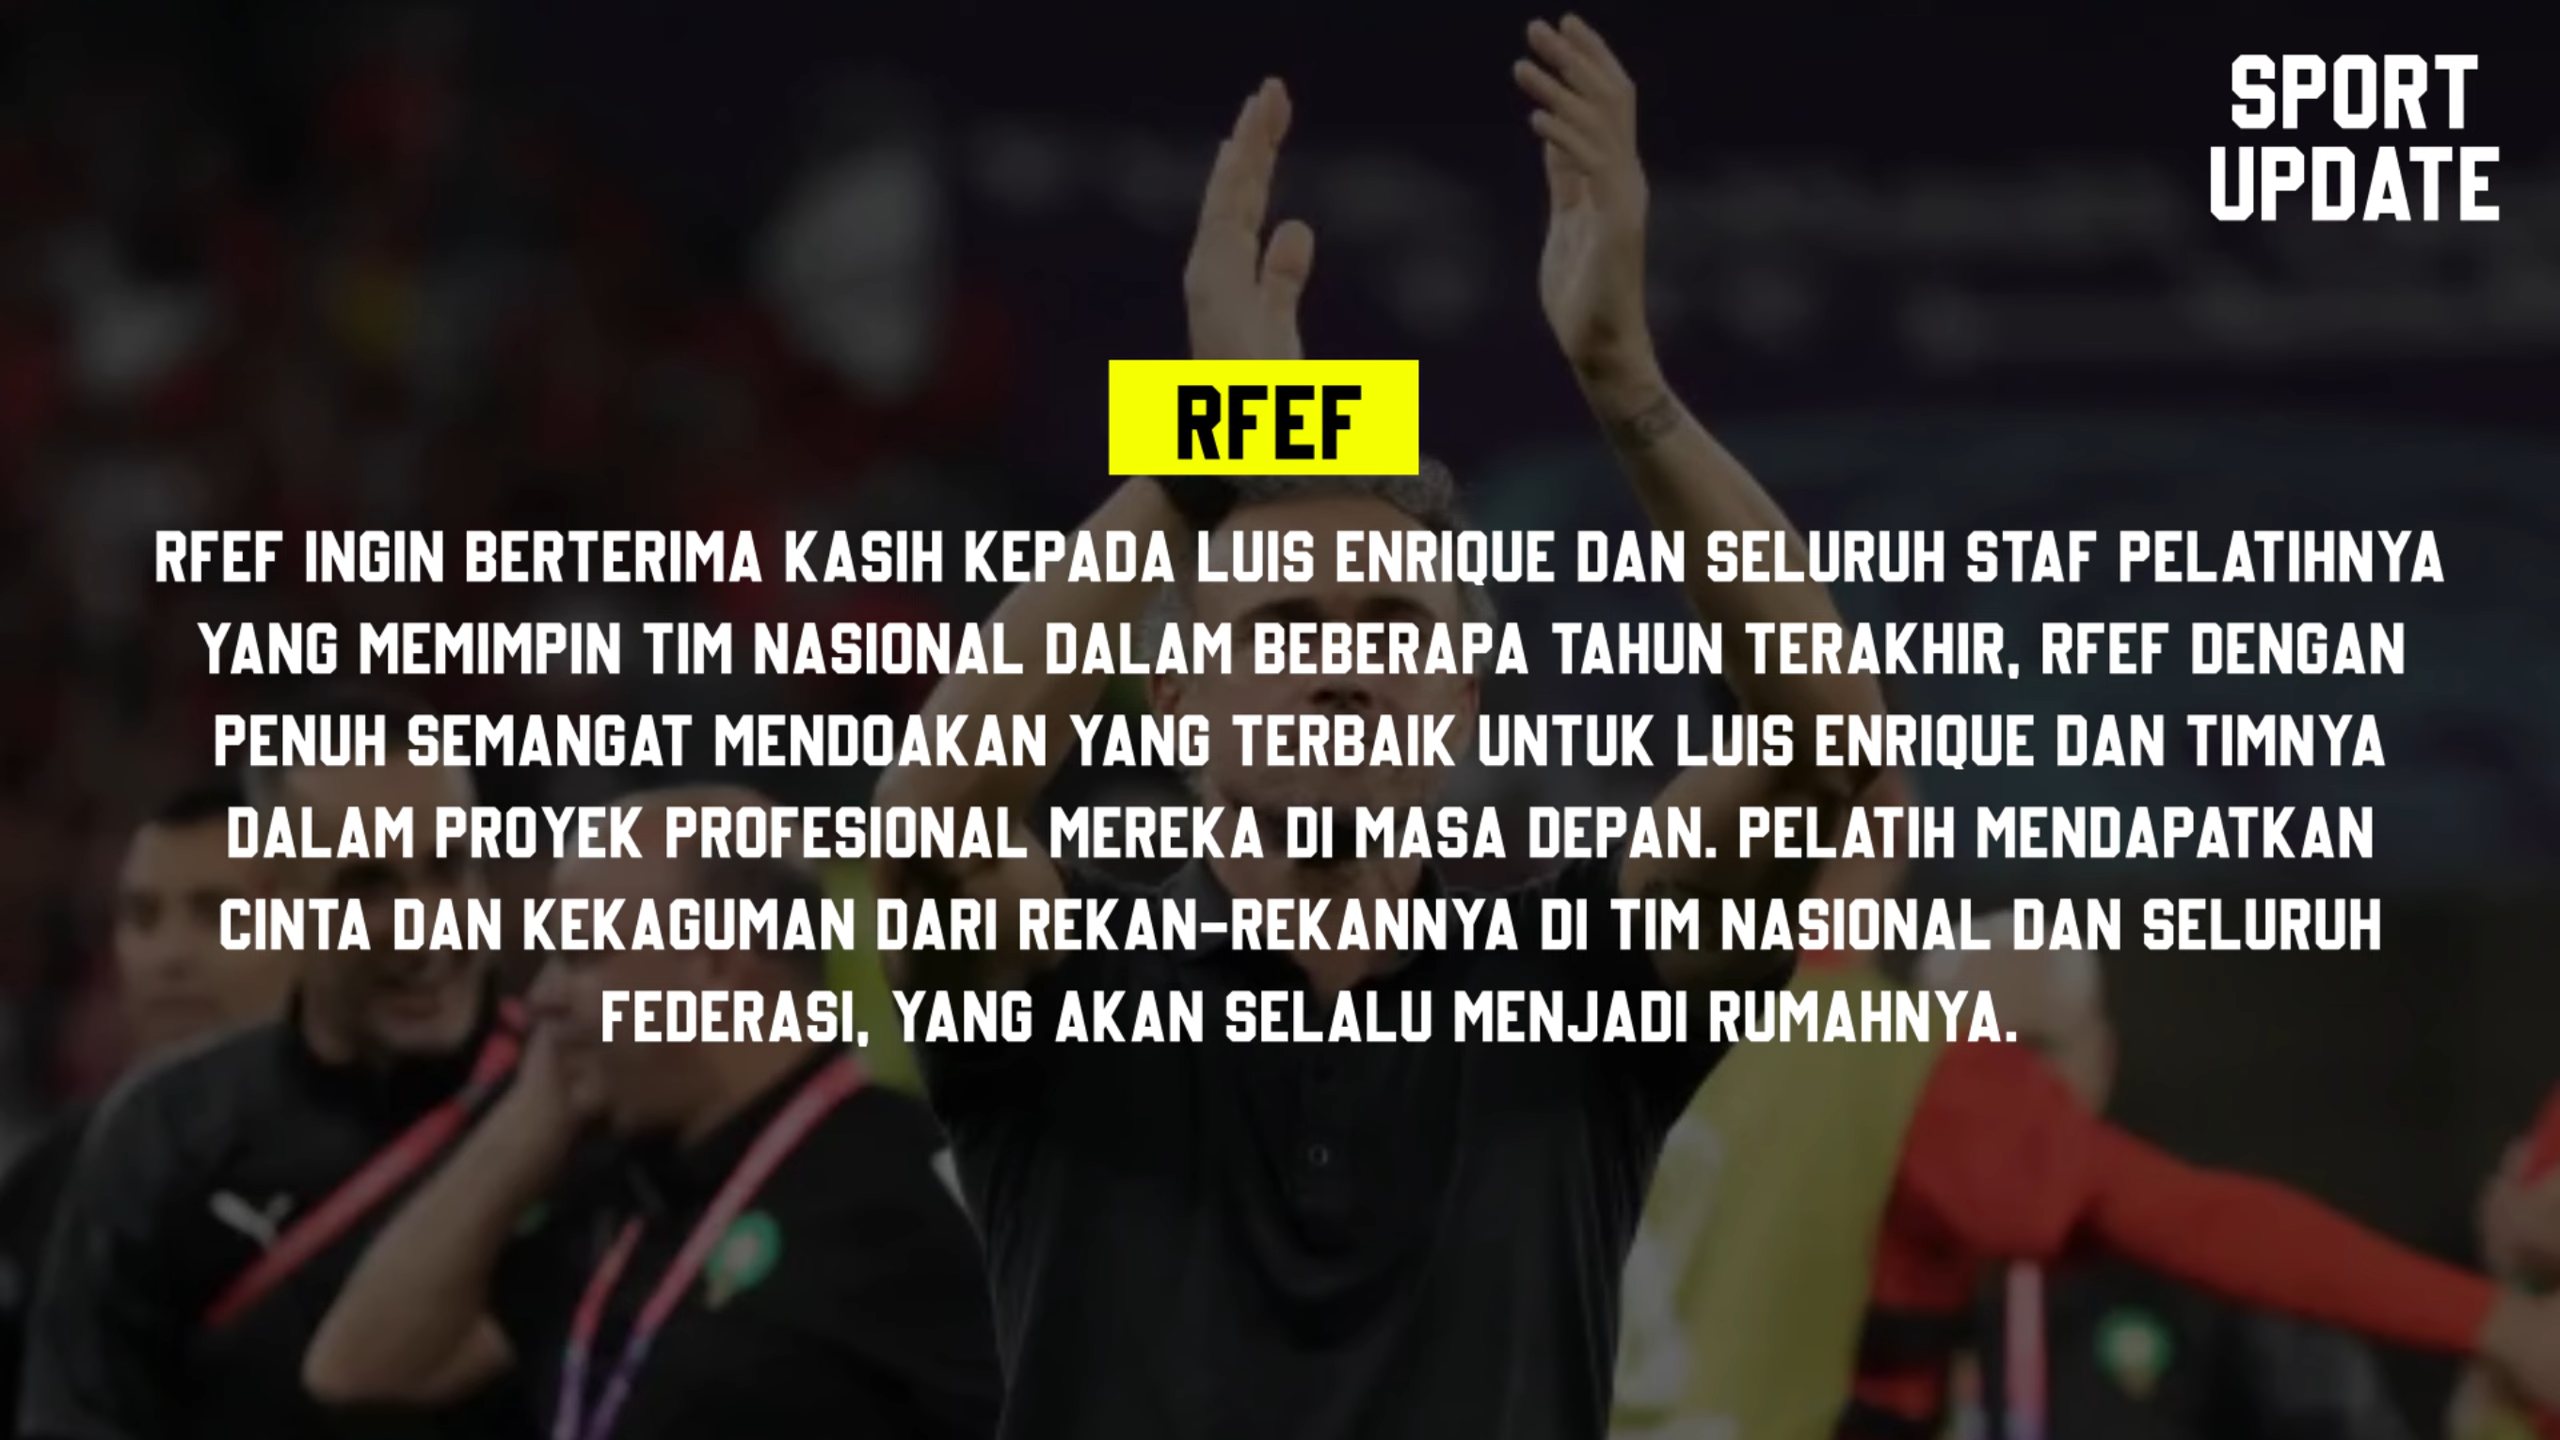 SPORT
UPDATE
RFEF
RFEF INGIN BERTERIMA KASIH KEPADA LUIS ENRIQUE DAN SELURUH STAF PELATIHNYA
YANG MEMIMPIN TIM NASIONAL DALAM BEBERAPA TAHUN TERAKHIR, RFEF DENGAN
PENUH SEMANGAT MENDOAKAN YANG TERBAIK UNTUK LUIS ENRIQUE DAN TIMNYA
DALAM PROYEK PROFESIONAL MEREKA DI MASA DEPAN. PELATIH MENDAPATKAN
CINTA DAN KEKAGUMAN DARI REKAN-REKANNYA DI TIM NASIONAL DAN SELURUH
FEDERASI, YANG AKAN SELALU MENJADI RUMAHNYA.